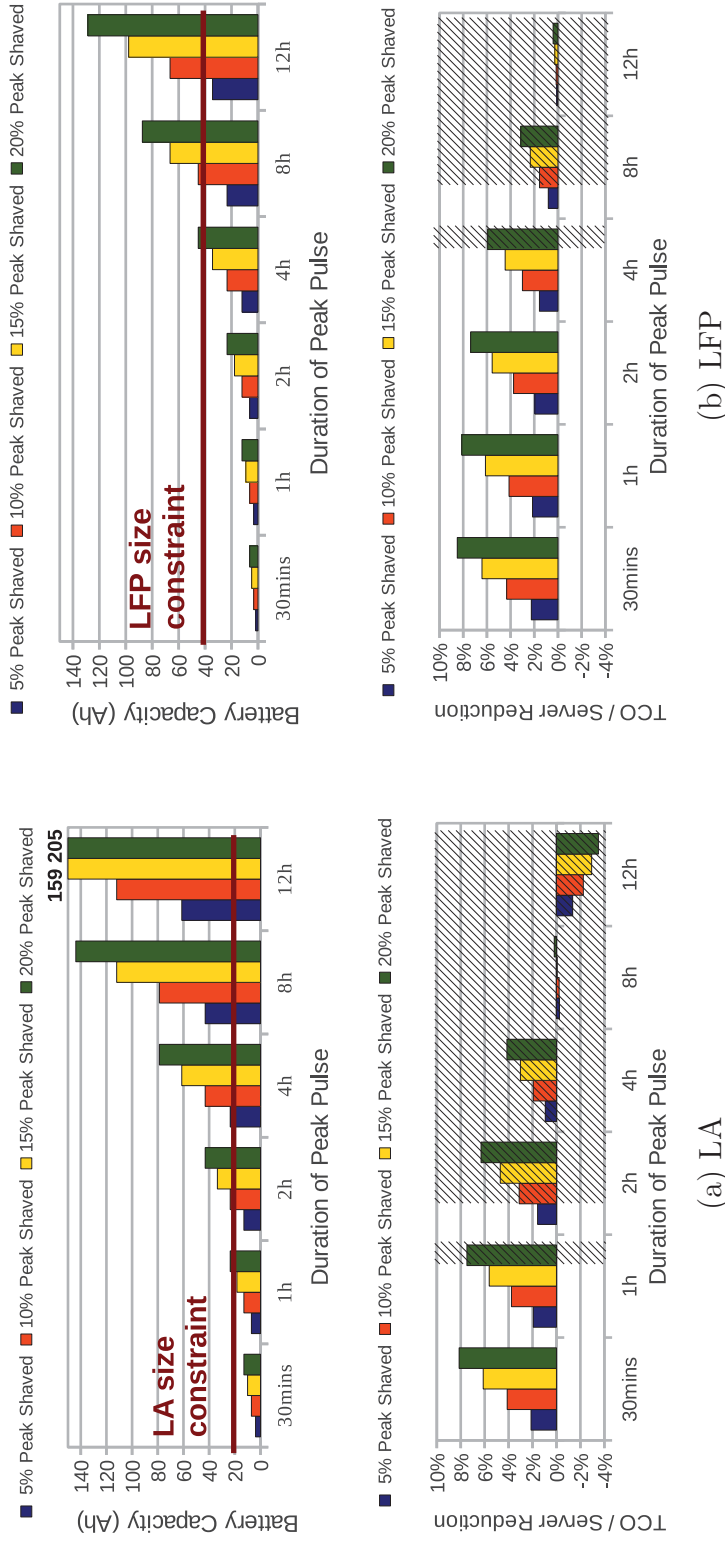 5% Peak Shaved 10% Peak Shaved 15% Peak Shaved 20% Peak Shaved
159 205
140
120
100
80
60
40
20
0
Battery Capacity (Ah)
LA size
constraint
30mins 1h 2h 4h 8h 12h
Duration of Peak Pulse
5% Peak Shaved 10% Peak Shaved 15% Peak Shaved 20% Peak Shaved
10%
8%
6%
4%
2%
0%
-2%
-4%
TCO / Server Reduction
30mins 1h 2h 4h 8h 12h
Duration of Peak Pulse
(a) LA
5% Peak Shaved 10% Peak Shaved 15% Peak Shaved 20% Peak Shaved
140
120
100
80
60
40
20
0
Battery Capacity (Ah)
LFP size
constraint
30mins 1h 2h 4h 8h 12h
Duration of Peak Pulse
5% Peak Shaved 10% Peak Shaved 15% Peak Shaved 20% Peak Shaved
10%
8%
6%
4%
2%
0%
-2%
-4%
TCO / Server Reduction
30mins 1h 2h 4h 8h 12h
Duration of Peak Pulse
(b) LFP